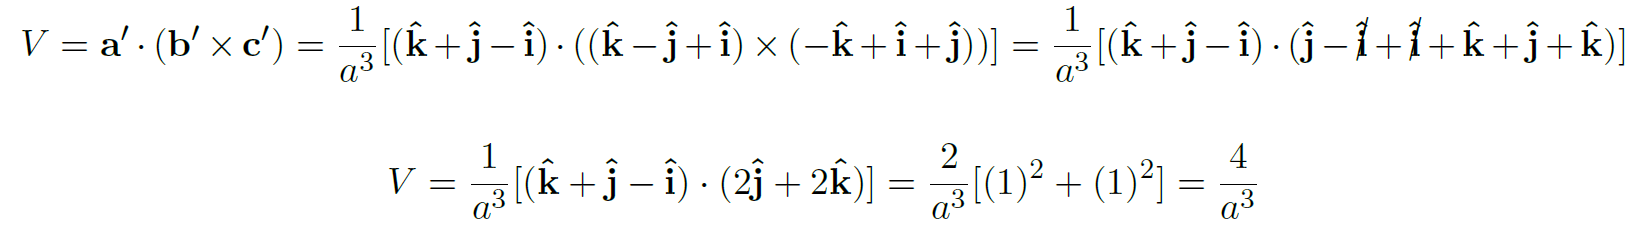 V = a′ · (b′ × c′) = 1/a³ [(k̂ + ĵ − î) · ((k̂ − ĵ + î) × (−k̂ + î + ĵ))] = 1/a³ [(k̂ + ĵ − î) · (ĵ − î̸ + î̸ + k̂ + ĵ + k̂)]
V = 1/a³ [(k̂ + ĵ − î) · (2ĵ + 2k̂)] = 2/a³ [(1)² + (1)²] = 4/a³